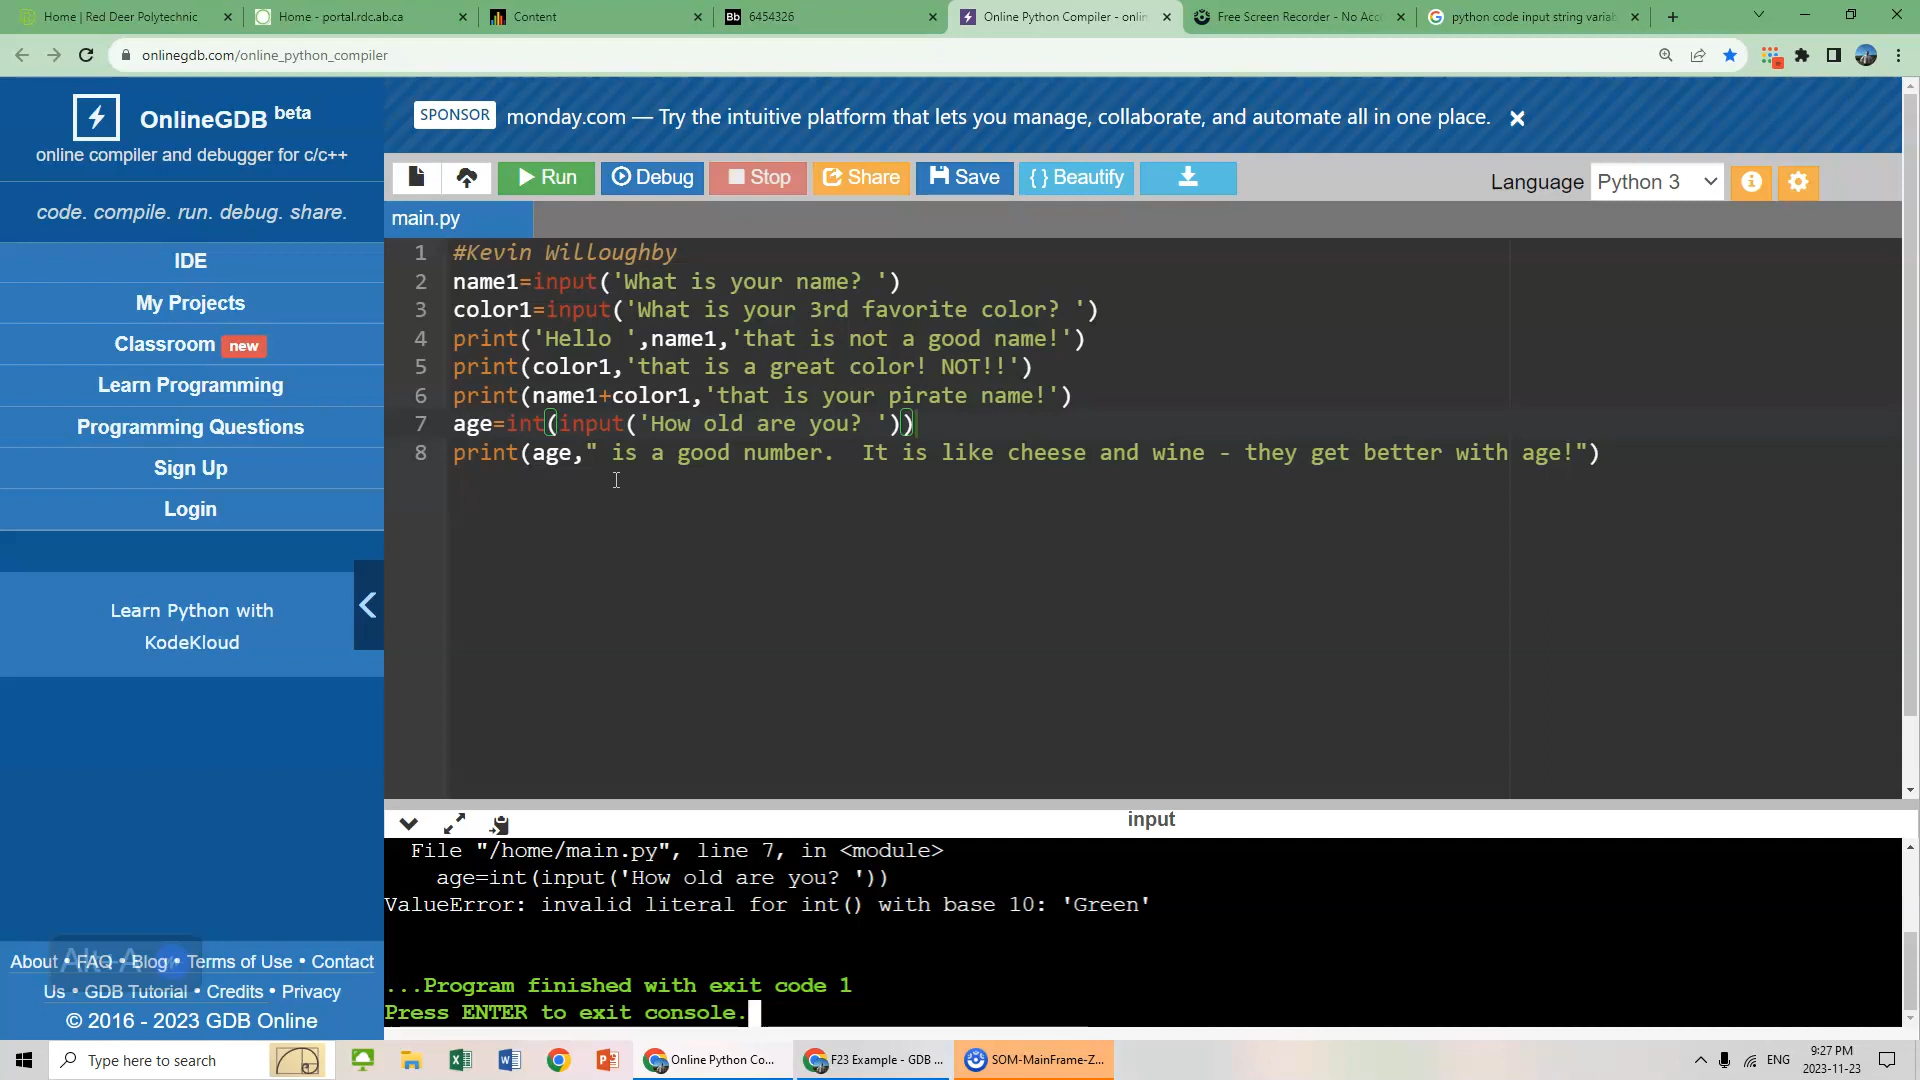 Home | Red Deer Polytechnic
Home - portal.rdc.ab.ca
Content
Bb 6454326
Online Python Compiler - onlin
Free Screen Recorder - No Acc
python code input string variab
onlinegdb.com/online_python_compiler
OnlineGDB beta
online compiler and debugger for c/c++
code. compile. run. debug. share.
IDE
My Projects
Classroom new
Learn Programming
Programming Questions
Sign Up
Login
Learn Python with
KodeKloud
About • FAQ • Blog • Terms of Use • Contact
Us • GDB Tutorial • Credits • Privacy
© 2016 - 2023 GDB Online
SPONSOR monday.com — Try the intuitive platform that lets you manage, collaborate, and automate all in one place.
Run Debug Stop Share Save { } Beautify Language Python 3
main.py
1 #Kevin Willoughby
2 name1=input('What is your name? ')
3 color1=input('What is your 3rd favorite color? ')
4 print('Hello ',name1,'that is not a good name!')
5 print(color1,'that is a great color! NOT!!')
6 print(name1+color1,'that is your pirate name!')
7 age=int(input('How old are you? '))
8 print(age," is a good number.  It is like cheese and wine - they get better with age!")
input
File "/home/main.py", line 7, in <module>
age=int(input('How old are you? '))
ValueError: invalid literal for int() with base 10: 'Green'
...Program finished with exit code 1
Press ENTER to exit console.
Type here to search
Online Python Co...
F23 Example - GDB ...
SOM-MainFrame-Z...
ENG
9:27 PM
2023-11-23